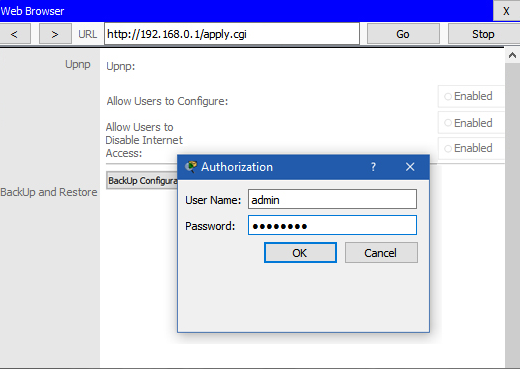 Web Browser X
< > URL http://192.168.0.1/apply.cgi Go Stop
Upnp Upnp:
Allow Users to Configure: Enabled
Allow Users to Enabled
Disable Internet
Access: Enabled
BackUp and Restore BackUp Configura
Authorization ? ×
User Name: admin
Password: ●●●●●●●●
OK Cancel